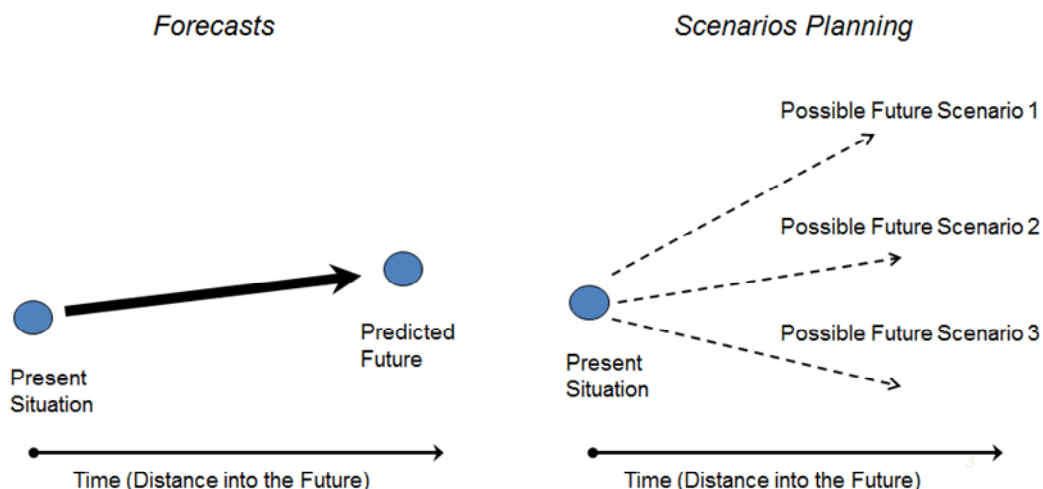 Forecasts
Present
Situation
Predicted
Future
Time (Distance into the Future)
Scenarios Planning
Possible Future Scenario 1
Possible Future Scenario 2
Possible Future Scenario 3
Present
Situation
Time (Distance into the Future)
3